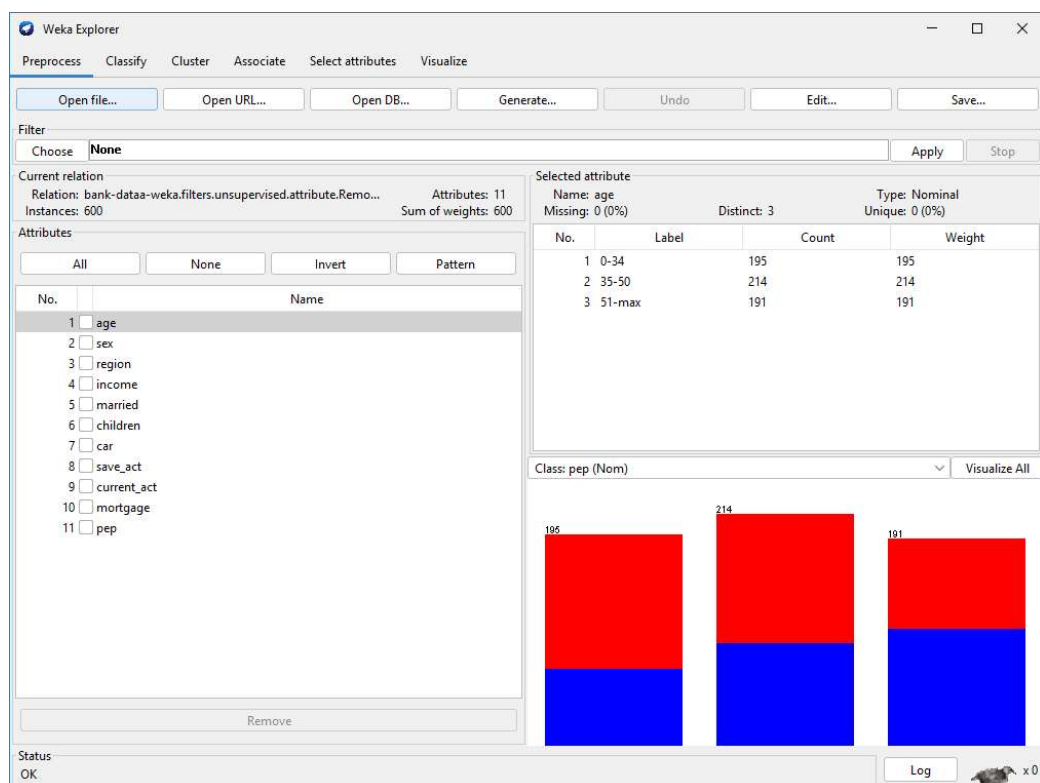 Weka Explorer
Preprocess Classify Cluster Associate Select attributes Visualize
Open file... Open URL... Open DB... Generate... Undo Edit... Save...
Filter
Choose None Apply Stop
Current relation
Relation: bank-dataa-weka.filters.unsupervised.attribute.Remo... Attributes: 11
Instances: 600 Sum of weights: 600
Attributes
All None Invert Pattern
No. Name
1 age
2 sex
3 region
4 income
5 married
6 children
7 car
8 save_act
9 current_act
10 mortgage
11 pep
Remove
Selected attribute
Name: age Type: Nominal
Missing: 0 (0%) Distinct: 3 Unique: 0 (0%)
No. Label Count Weight
1 0-34 195 195
2 35-50 214 214
3 51-max 191 191
Class: pep (Nom) Visualize All
195 214 191
Status
OK Log x 0